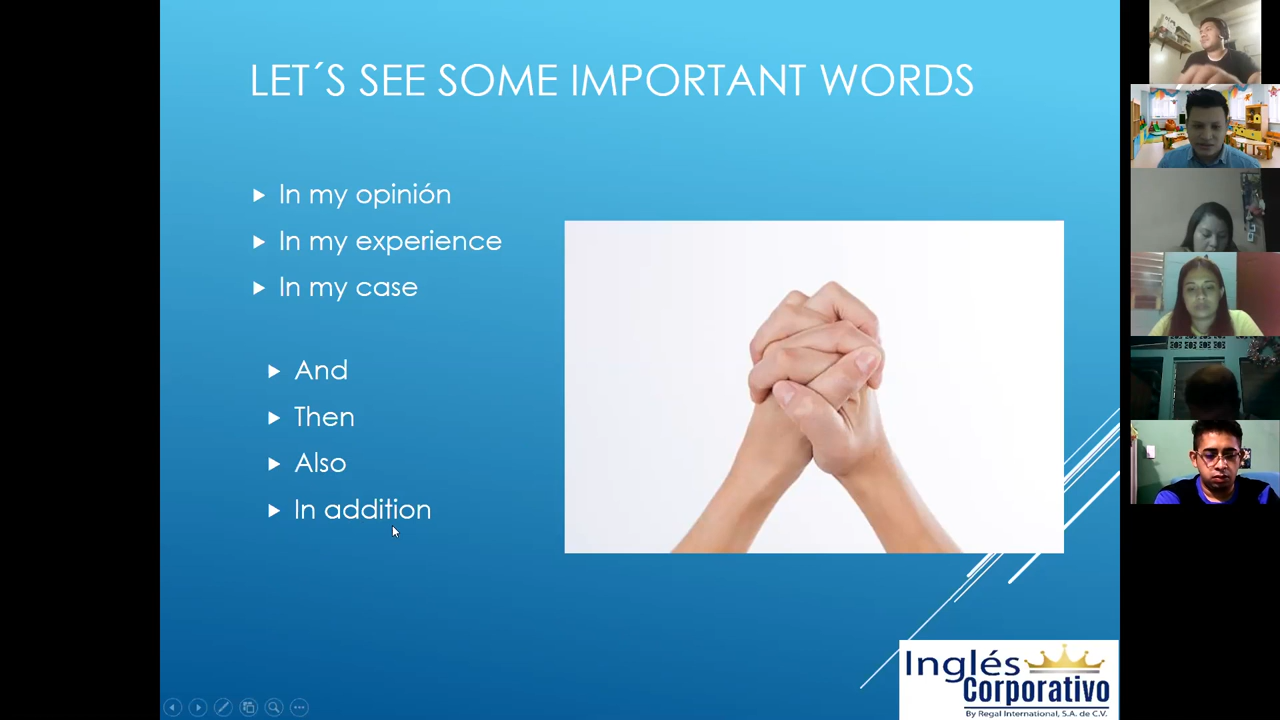 LET´S SEE SOME IMPORTANT WORDS
In my opinión
In my experience
In my case
And
Then
Also
In addition
Inglés
Corporativo
By Regal International, S.A. de C.V.